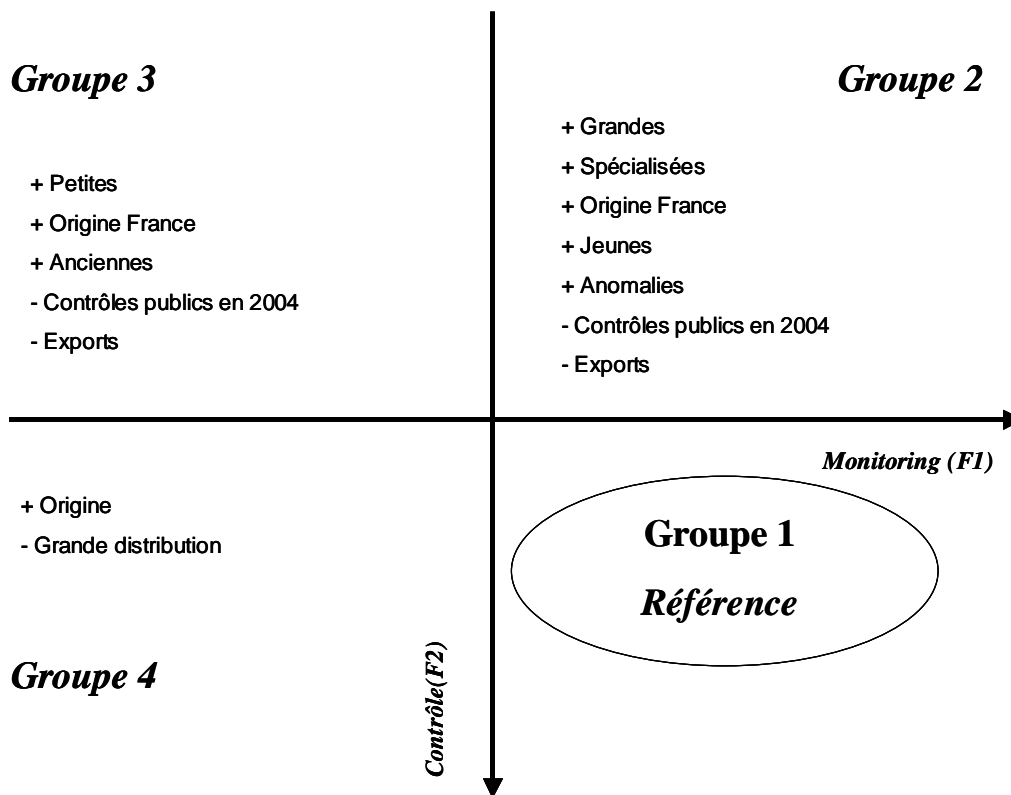 Groupe 3
+ Petites
+ Origine France
+ Anciennes
- Contrôles publics en 2004
- Exports
Groupe 2
+ Grandes
+ Spécialisées
+ Origine France
+ Jeunes
+ Anomalies
- Contrôles publics en 2004
- Exports
Monitoring (F1)
+ Origine
- Grande distribution
Groupe 4
Contrôle(F2)
Groupe 1
Référence